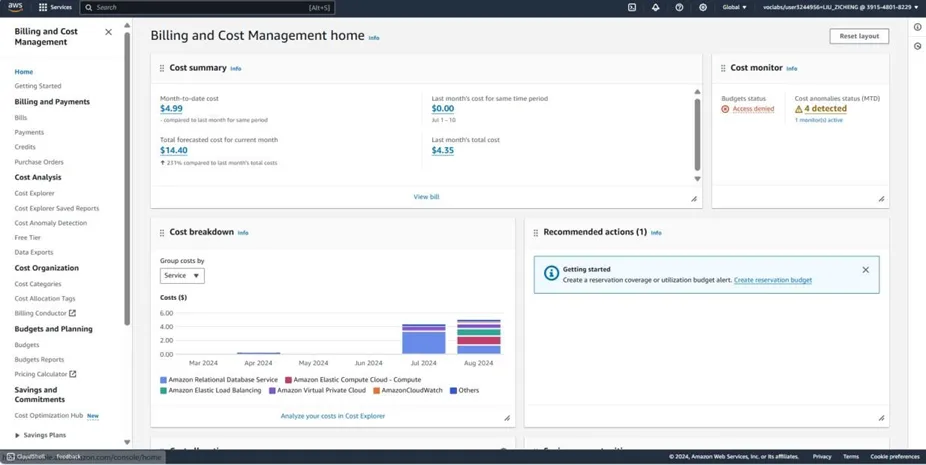 aws
Services
Search
[Alt+S]
Global
voclabs/user3244956=LIU_ZICHENG @ 3915-4801-8229
Billing and Cost
Management
Home
Getting Started
Billing and Payments
Bills
Payments
Credits
Purchase Orders
Cost Analysis
Cost Explorer
Cost Explorer Saved Reports
Cost Anomaly Detection
Free Tier
Data Exports
Cost Organization
Cost Categories
Cost Allocation Tags
Billing Conductor
Budgets and Planning
Budgets
Budgets Reports
Pricing Calculator
Savings and
Commitments
Cost Optimization Hub New
Savings Plans
Billing and Cost Management home Info
Reset layout
Cost summary Info
Month-to-date cost
$4.99
- compared to last month for same period
Last month's cost for same time period
$0.00
Jul 1 – 10
Total forecasted cost for current month
$14.40
↑ 231% compared to last month's total costs
Last month's total cost
$4.35
View bill
Cost monitor Info
Budgets status
Access denied
Cost anomalies status (MTD)
4 detected
1 monitor(s) active
Cost breakdown Info
Group costs by
Service
Costs ($)
6.00
4.00
2.00
0.00
Mar 2024 Apr 2024 May 2024 Jun 2024 Jul 2024 Aug 2024
Amazon Relational Database Service Amazon Elastic Compute Cloud - Compute
Amazon Elastic Load Balancing Amazon Virtual Private Cloud AmazonCloudWatch Others
Analyze your costs in Cost Explorer
Recommended actions (1) Info
Getting started
Create a reservation coverage or utilization budget alert. Create reservation budget
CloudShell Feedback
© 2024, Amazon Web Services, Inc. or its affiliates. Privacy Terms Cookie preferences